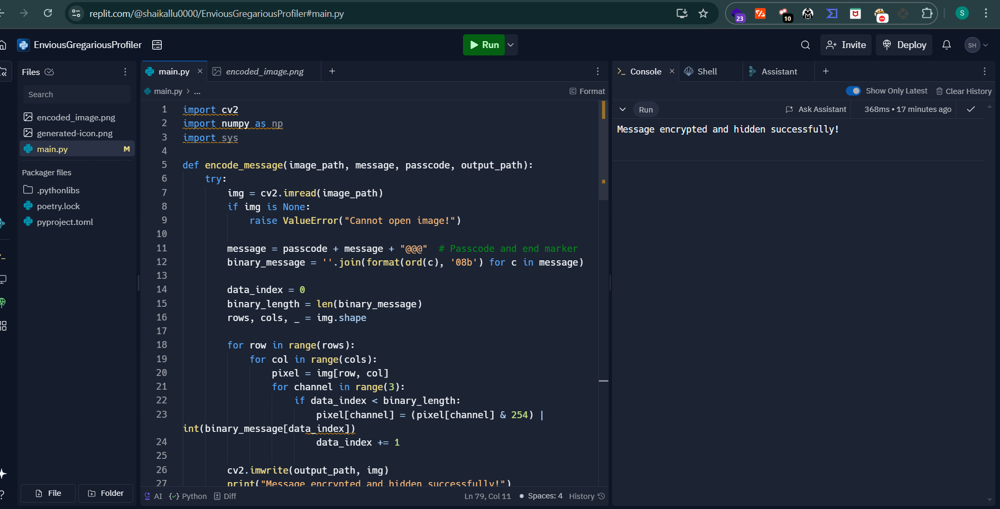 replit.com/@shaikallu0000/EnviousGregariousProfiler#main.py
23
10
S
EnviousGregariousProfiler
Run
Invite
Deploy
SH
Files
Search
encoded_image.png
generated-icon.png
main.py M
Packager files
.pythonlibs
poetry.lock
pyproject.toml
File
Folder
main.py
encoded_image.png
main.py > ...
Format
1 import cv2
2 import numpy as np
3 import sys
4
5 def encode_message(image_path, message, passcode, output_path):
6 try:
7 img = cv2.imread(image_path)
8 if img is None:
9 raise ValueError("Cannot open image!")
10
11 message = passcode + message + "@@@"  # Passcode and end marker
12 binary_message = ''.join(format(ord(c), '08b') for c in message)
13
14 data_index = 0
15 binary_length = len(binary_message)
16 rows, cols, _ = img.shape
17
18 for row in range(rows):
19 for col in range(cols):
20 pixel = img[row, col]
21 for channel in range(3):
22 if data_index < binary_length:
23 pixel[channel] = (pixel[channel] & 254) |
int(binary_message[data_index])
24 data_index += 1
25
26 cv2.imwrite(output_path, img)
27 print("Message encrypted and hidden successfully!")
AI
Python
Diff
Ln 79, Col 11
Spaces: 4
History
Console
Shell
Assistant
Show Only Latest
Clear History
Run
Ask Assistant
368ms • 17 minutes ago
Message encrypted and hidden successfully!